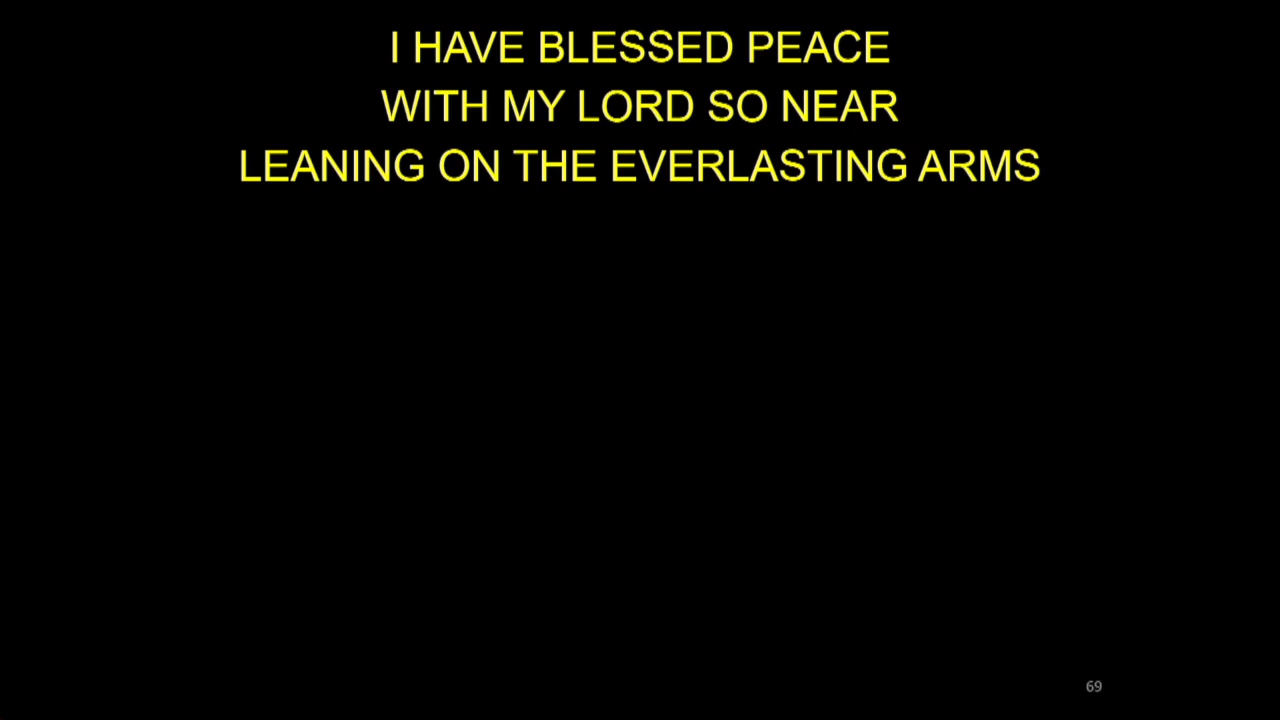 I HAVE BLESSED PEACE
WITH MY LORD SO NEAR
LEANING ON THE EVERLASTING ARMS
69